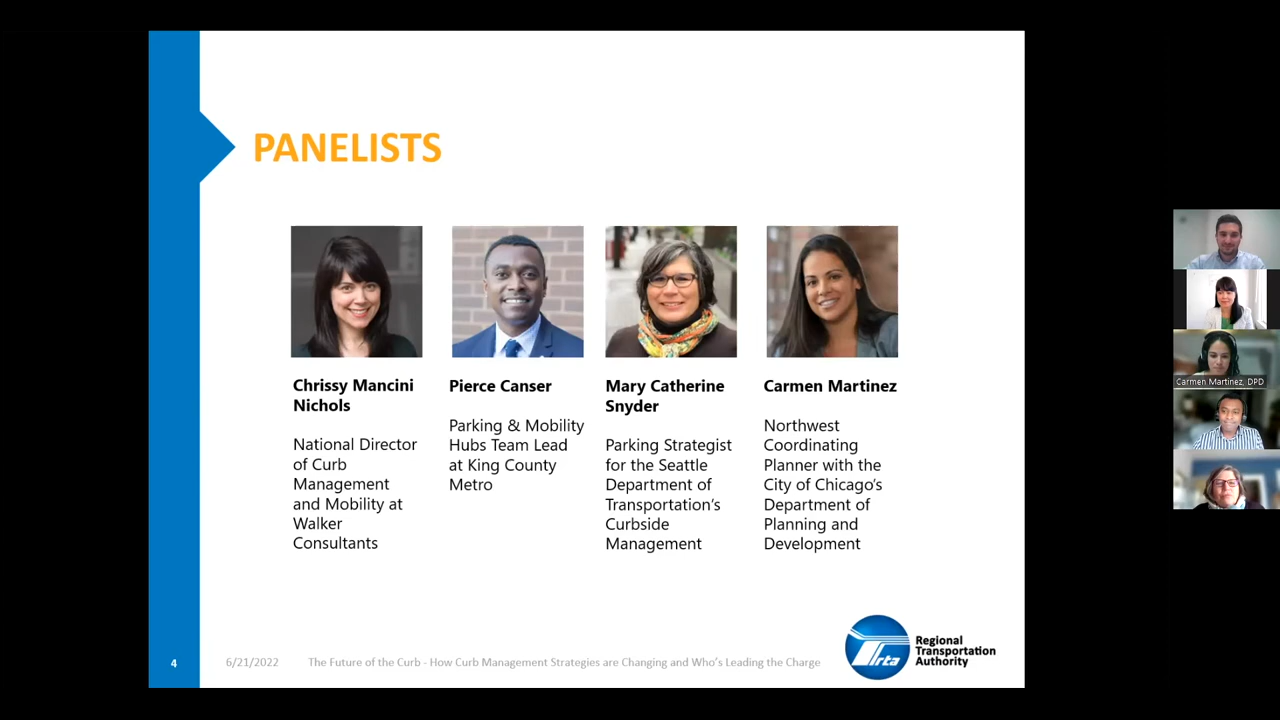 PANELISTS
Chrissy Mancini
Nichols
National Director
of Curb
Management
and Mobility at
Walker
Consultants
Pierce Canser
Parking & Mobility
Hubs Team Lead
at King County
Metro
Mary Catherine
Snyder
Parking Strategist
for the Seattle
Department of
Transportation's
Curbside
Management
Carmen Martinez
Northwest
Coordinating
Planner with the
City of Chicago's
Department of
Planning and
Development
Carmen Martinez, DPD
4
6/21/2022
The Future of the Curb - How Curb Management Strategies are Changing and Who's Leading the Charge
rta
Regional
Transportation
Authority